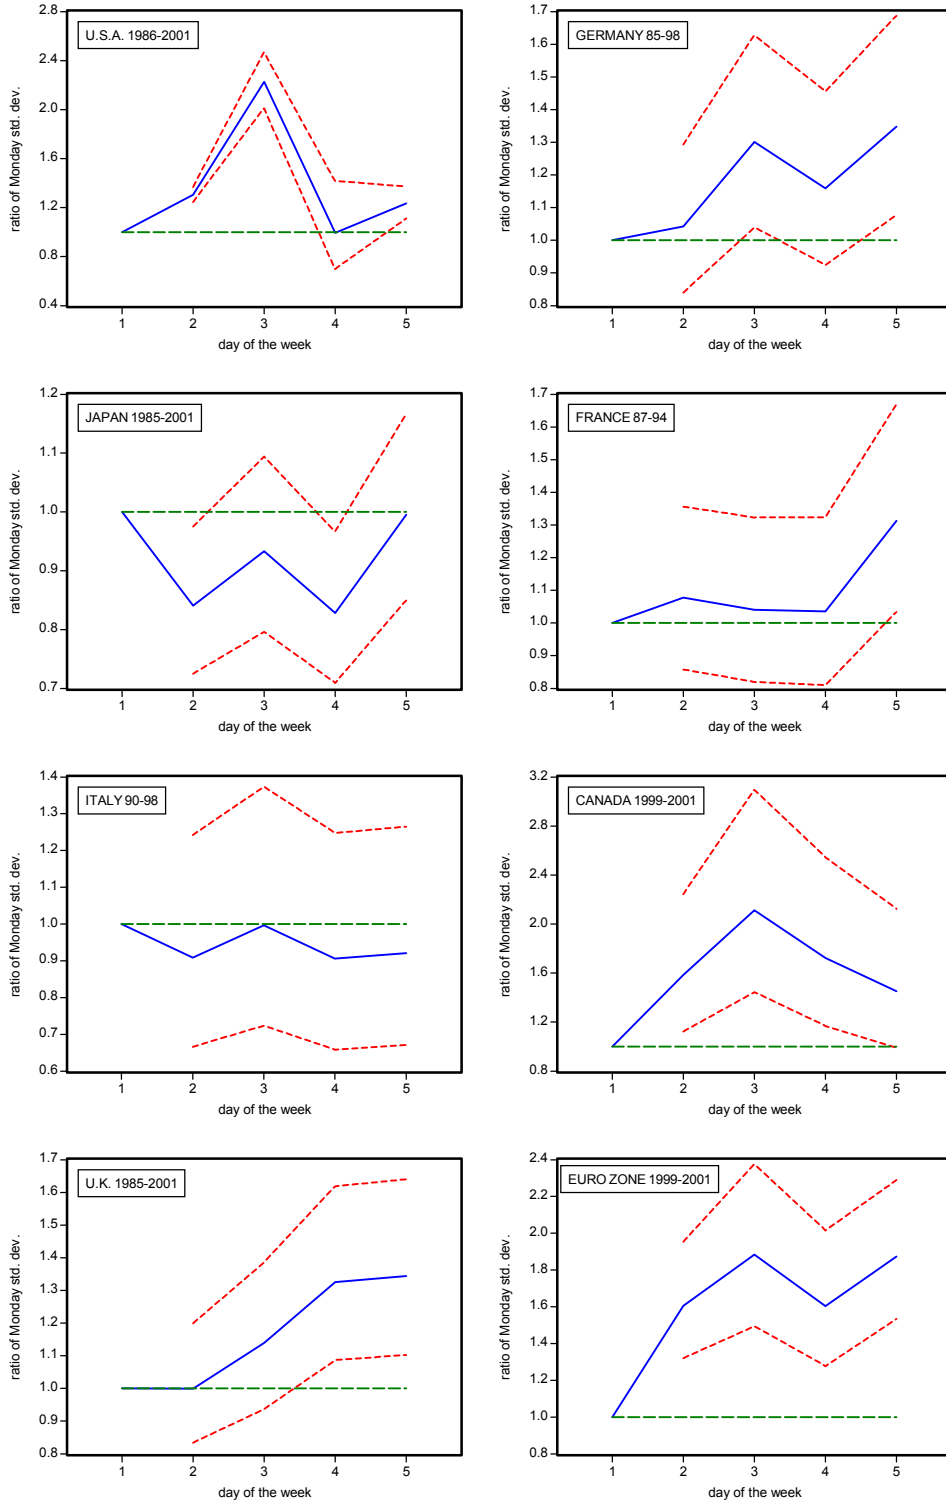 U.S.A. 1986-2001
ratio of Monday std. dev.
2.8
2.4
2.0
1.6
1.2
0.8
0.4
1 2 3 4 5
day of the week
GERMANY 85-98
ratio of Monday std. dev.
1.7
1.6
1.5
1.4
1.3
1.2
1.1
1.0
0.9
0.8
1 2 3 4 5
day of the week
JAPAN 1985-2001
ratio of Monday std. dev.
1.2
1.1
1.0
0.9
0.8
0.7
1 2 3 4 5
day of the week
FRANCE 87-94
ratio of Monday std. dev.
1.7
1.6
1.5
1.4
1.3
1.2
1.1
1.0
0.9
0.8
1 2 3 4 5
day of the week
ITALY 90-98
ratio of Monday std. dev.
1.4
1.3
1.2
1.1
1.0
0.9
0.8
0.7
0.6
1 2 3 4 5
day of the week
CANADA 1999-2001
ratio of Monday std. dev.
3.2
2.8
2.4
2.0
1.6
1.2
0.8
1 2 3 4 5
day of the week
U.K. 1985-2001
ratio of Monday std. dev.
1.7
1.6
1.5
1.4
1.3
1.2
1.1
1.0
0.9
0.8
1 2 3 4 5
day of the week
EURO ZONE 1999-2001
ratio of Monday std. dev.
2.4
2.2
2.0
1.8
1.6
1.4
1.2
1.0
0.8
1 2 3 4 5
day of the week